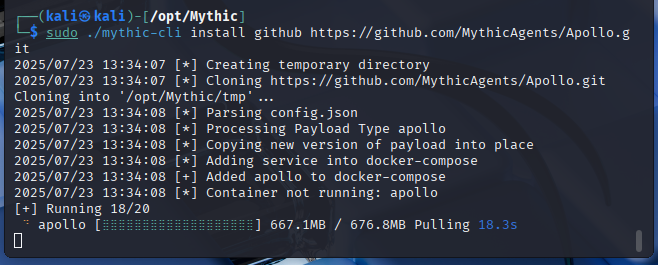 ┌──(kali㉿kali)-[/opt/Mythic]
└─$ sudo ./mythic-cli install github https://github.com/MythicAgents/Apollo.g
it
2025/07/23 13:34:07 [*] Creating temporary directory
2025/07/23 13:34:07 [*] Cloning https://github.com/MythicAgents/Apollo.git
Cloning into '/opt/Mythic/tmp'...
2025/07/23 13:34:08 [*] Parsing config.json
2025/07/23 13:34:08 [*] Processing Payload Type apollo
2025/07/23 13:34:08 [*] Copying new version of payload into place
2025/07/23 13:34:08 [*] Adding service into docker-compose
2025/07/23 13:34:08 [+] Added apollo to docker-compose
2025/07/23 13:34:08 [*] Container not running: apollo
[+] Running 18/20
apollo [⣿⣿⣿⣿⣿⣿⣿⣿⣿⣿⣿⣿⣿⣿⣿⣿⣿⣿⣿] 667.1MB / 676.8MB Pulling 18.3s